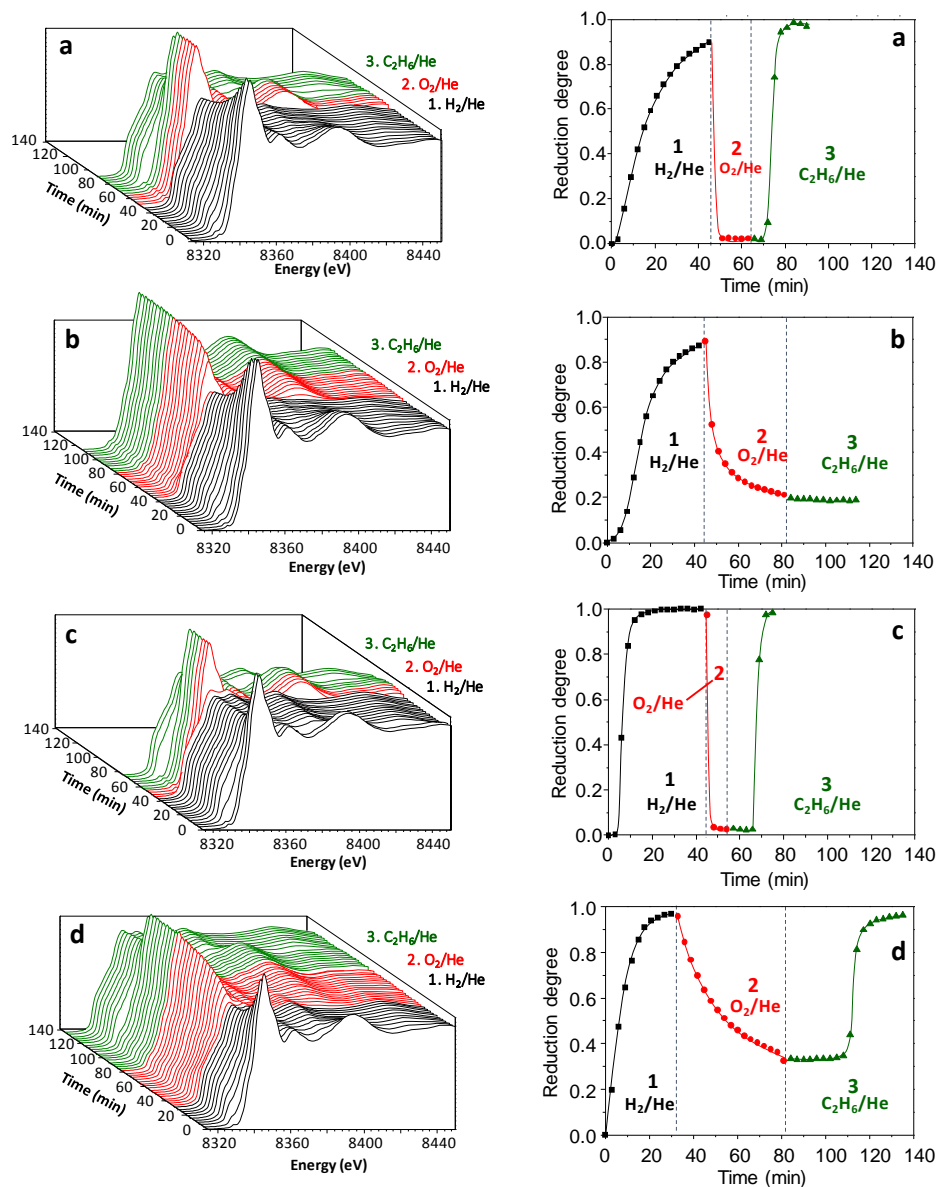 a
3. C₂H₆/He
2. O₂/He
1. H₂/He
140
120
100
80
60
40
20
0
Time (min)
8320
8360
8400
8440
Energy (eV)
a
1.0
0.8
0.6
0.4
0.2
0.0
Reduction degree
1
H₂/He
2
O₂/He
3
C₂H₆/He
0 20 40 60 80 100 120 140
Time (min)
b
3. C₂H₆/He
2. O₂/He
1. H₂/He
140
120
100
80
60
40
20
0
Time (min)
8320
8360
8400
8440
Energy (eV)
b
1.0
0.8
0.6
0.4
0.2
0.0
Reduction degree
1
H₂/He
2
O₂/He
3
C₂H₆/He
0 20 40 60 80 100 120 140
Time (min)
c
3. C₂H₆/He
2. O₂/He
1. H₂/He
140
120
100
80
60
40
20
0
Time (min)
8320
8360
8400
8440
Energy (eV)
c
1.0
0.8
0.6
0.4
0.2
0.0
Reduction degree
2
O₂/He
1
H₂/He
3
C₂H₆/He
0 20 40 60 80 100 120 140
Time (min)
d
3. C₂H₆/He
2. O₂/He
1. H₂/He
140
120
100
80
60
40
20
0
Time (min)
8320
8360
8400
8440
Energy (eV)
d
1.0
0.8
0.6
0.4
0.2
0.0
Reduction degree
1
H₂/He
2
O₂/He
3
C₂H₆/He
0 20 40 60 80 100 120 140
Time (min)